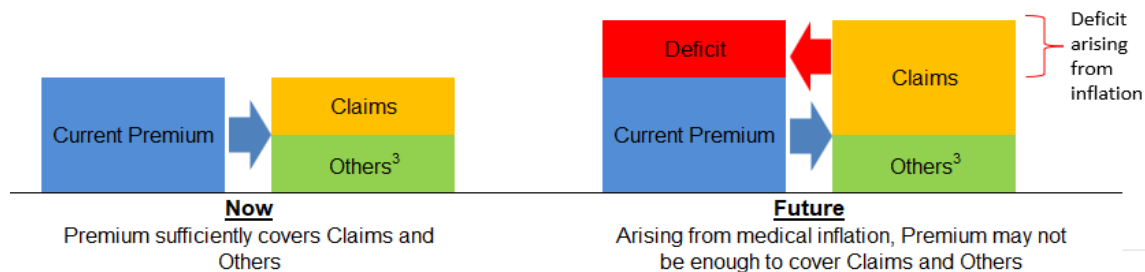 Current Premium
Claims
Others3
Now
Premium sufficiently covers Claims and
Others
Deficit
Current Premium
Claims
Others3
Deficit
arising
from
inflation
Future
Arising from medical inflation, Premium may not
be enough to cover Claims and Others